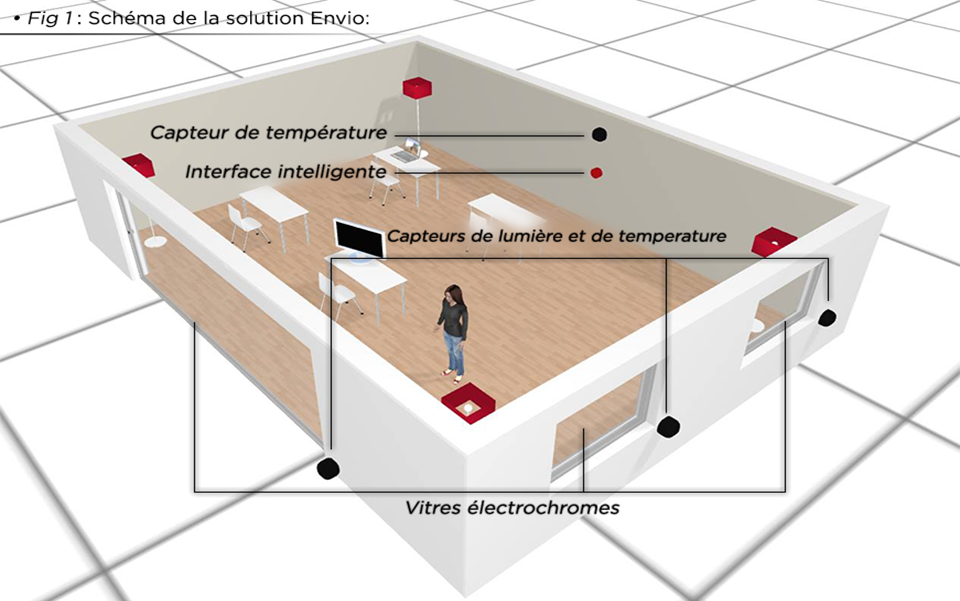 • Fig 1 : Schéma de la solution Envio:
Capteur de température
Interface intelligente
Capteurs de lumière et de temperature
Vitres électrochromes